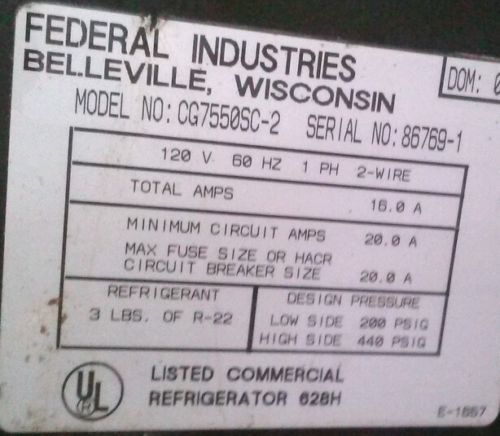 FEDERAL INDUSTRIES
BELLEVILLE, WISCONSIN
DOM: 0
MODEL NO: CG7550SC-2 SERIAL NO: 86769-1
120 V 60 HZ 1 PH 2-WIRE
TOTAL AMPS 16.0 A
MINIMUM CIRCUIT AMPS 20.0 A
MAX FUSE SIZE OR HACR
CIRCUIT BREAKER SIZE 20.0 A
REFRIGERANT
3 LBS. OF R-22
DESIGN PRESSURE
LOW SIDE 200 PSIG
HIGH SIDE 440 PSIG
UL
R
LISTED COMMERCIAL
REFRIGERATOR 628H
E-1557